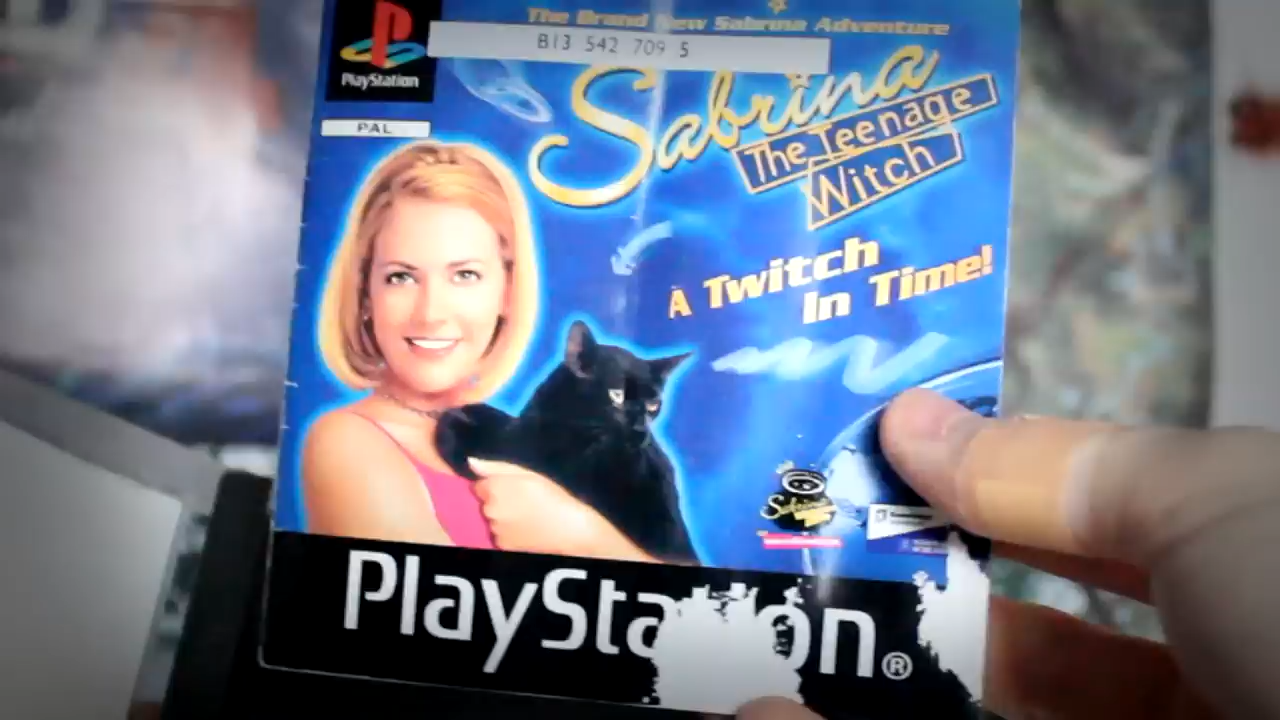 The Brand New Sabrina Adventure
B13 542 709 5
PlayStation
PAL
Sabrina
The Teenage
Witch
A Twitch
In Time!
Sabrina
PlayStation®